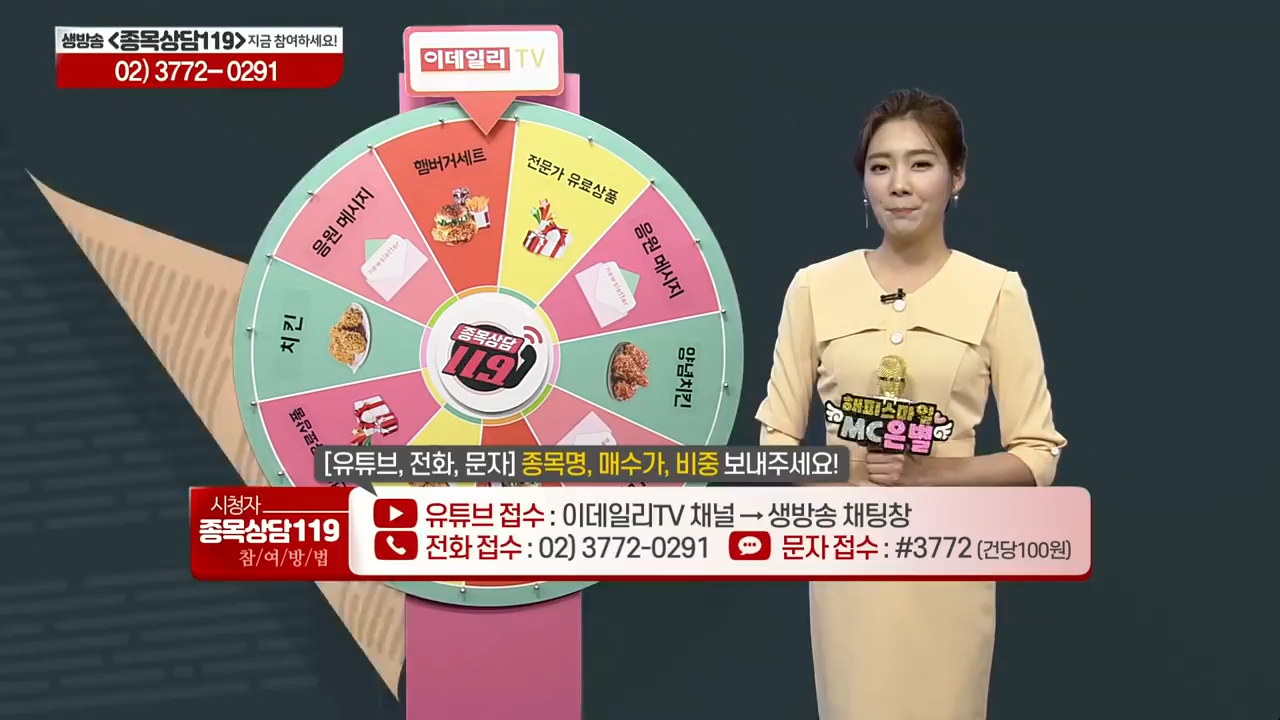 생방송 <종목상담119> 지금 참여하세요!
02) 3772-0291
이데일리 TV
햄버거세트
전문가 유료상품
응원 메시지
newsletter
응원 메시지
newsletter
치킨
양념치킨
종목상담
119
해피스마일
MC은별
[유튜브, 전화, 문자] 종목명, 매수가, 비중 보내주세요!
시청자
종목상담119
참/여/방/법
유튜브 접수 : 이데일리TV 채널 → 생방송 채팅창
전화 접수 : 02) 3772-0291
문자 접수 : #3772 (건당100원)